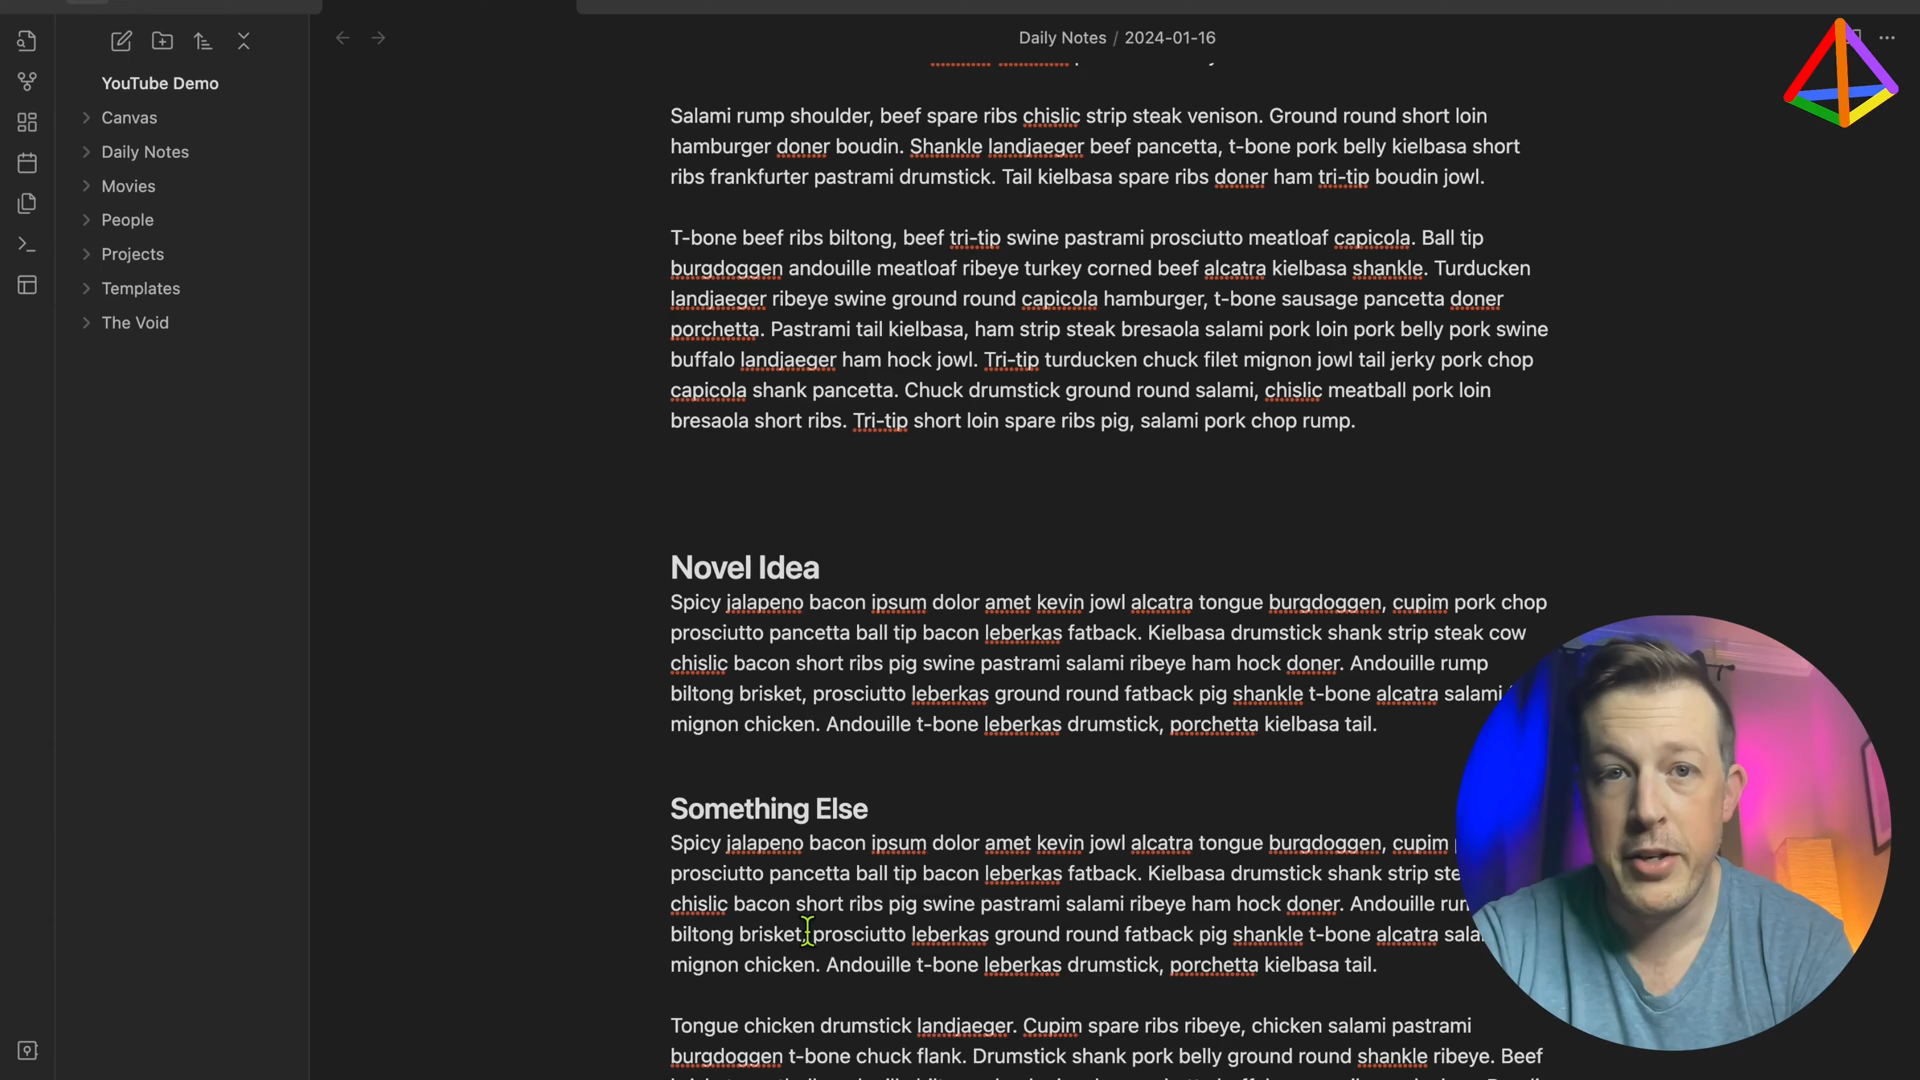 Daily Notes / 2024-01-16
YouTube Demo
Canvas
Daily Notes
Movies
People
Projects
Templates
The Void
Salami rump shoulder, beef spare ribs chislic strip steak venison. Ground round short loin
hamburger doner boudin. Shankle landjaeger beef pancetta, t-bone pork belly kielbasa short
ribs frankfurter pastrami drumstick. Tail kielbasa spare ribs doner ham tri-tip boudin jowl.
T-bone beef ribs biltong, beef tri-tip swine pastrami prosciutto meatloaf capicola. Ball tip
burgdoggen andouille meatloaf ribeye turkey corned beef alcatra kielbasa shankle. Turducken
landjaeger ribeye swine ground round capicola hamburger, t-bone sausage pancetta doner
porchetta. Pastrami tail kielbasa, ham strip steak bresaola salami pork loin pork belly pork swine
buffalo landjaeger ham hock jowl. Tri-tip turducken chuck filet mignon jowl tail jerky pork chop
capicola shank pancetta. Chuck drumstick ground round salami, chislic meatball pork loin
bresaola short ribs. Tri-tip short loin spare ribs pig, salami pork chop rump.
Novel Idea
Spicy jalapeno bacon ipsum dolor amet kevin jowl alcatra tongue burgdoggen, cupim pork chop
prosciutto pancetta ball tip bacon leberkas fatback. Kielbasa drumstick shank strip steak cow
chislic bacon short ribs pig swine pastrami salami ribeye ham hock doner. Andouille rump
biltong brisket, prosciutto leberkas ground round fatback pig shankle t-bone alcatra salami
mignon chicken. Andouille t-bone leberkas drumstick, porchetta kielbasa tail.
Something Else
Spicy jalapeno bacon ipsum dolor amet kevin jowl alcatra tongue burgdoggen, cupim
prosciutto pancetta ball tip bacon leberkas fatback. Kielbasa drumstick shank strip
chislic bacon short ribs pig swine pastrami salami ribeye ham hock doner. Andouille
biltong brisket, prosciutto leberkas ground round fatback pig shankle t-bone alcatra
mignon chicken. Andouille t-bone leberkas drumstick, porchetta kielbasa tail.
Tongue chicken drumstick landjaeger. Cupim spare ribs ribeye, chicken salami pastrami
burgdoggen t-bone chuck flank. Drumstick shank pork belly ground round shankle ribeye. Beef